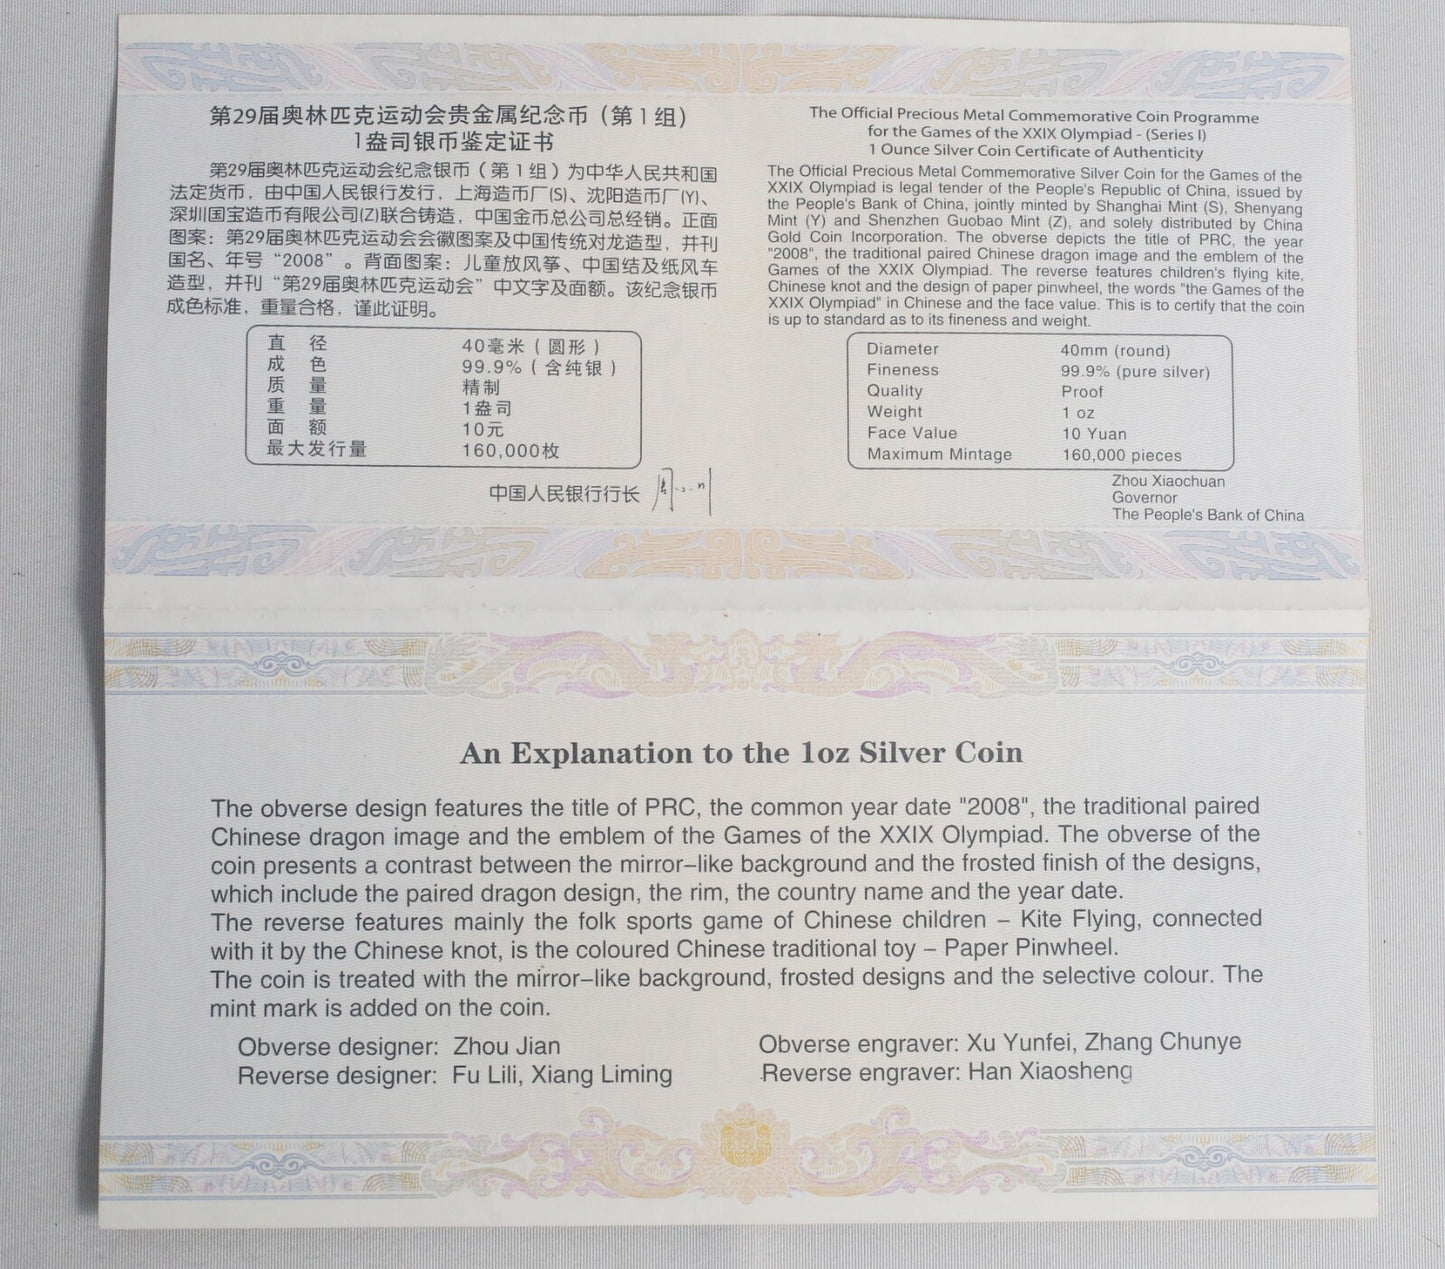 第29届奥林匹克运动会贵金属纪念币（第1组）
1盎司银币鉴定证书
第29届奥林匹克运动会纪念银币（第1组）为中华人民共和国
法定货币，由中国人民银行发行，上海造币厂(S)、沈阳造币厂(Y)、
深圳国宝造币有限公司(Z)联合铸造，中国金币总公司总经销。正面
图案：第29届奥林匹克运动会会徽图案及中国传统对龙造型，并刊
国名、年号“2008”。背面图案：儿童放风筝、中国结及纸风车
造型，并刊“第29届奥林匹克运动会”中文字及面额。该纪念银币
成色标准，重量合格，谨此证明。
直 径 40毫米（圆形）
成 色 99.9%（含纯银）
质 量 精制
重 量 1盎司
面 额 10元
最大发行量 160,000枚
中国人民银行行长
The Official Precious Metal Commemorative Coin Programme
for the Games of the XXIX Olympiad - (Series I)
1 Ounce Silver Coin Certificate of Authenticity
The Official Precious Metal Commemorative Silver Coin for the Games of the
XXIX Olympiad is legal tender of the People's Republic of China, issued by
the People's Bank of China, jointly minted by Shanghai Mint (S), Shenyang
Mint (Y) and Shenzhen Guobao Mint (Z), and solely distributed by China
Gold Coin Incorporation. The obverse depicts the title of PRC, the year
"2008", the traditional paired Chinese dragon image and the emblem of the
Games of the XXIX Olympiad. The reverse features children's flying kite,
Chinese knot and the design of paper pinwheel, the words "the Games of the
XXIX Olympiad" in Chinese and the face value. This is to certify that the coin
is up to standard as to its fineness and weight.
Diameter 40mm (round)
Fineness 99.9% (pure silver)
Quality Proof
Weight 1 oz
Face Value 10 Yuan
Maximum Mintage 160,000 pieces
Zhou Xiaochuan
Governor
The People's Bank of China
An Explanation to the 1oz Silver Coin
The obverse design features the title of PRC, the common year date "2008", the traditional paired
Chinese dragon image and the emblem of the Games of the XXIX Olympiad. The obverse of the
coin presents a contrast between the mirror–like background and the frosted finish of the designs,
which include the paired dragon design, the rim, the country name and the year date.
The reverse features mainly the folk sports game of Chinese children – Kite Flying, connected
with it by the Chinese knot, is the coloured Chinese traditional toy – Paper Pinwheel.
The coin is treated with the mirror–like background, frosted designs and the selective colour. The
mint mark is added on the coin.
Obverse designer: Zhou Jian
Reverse designer: Fu Lili, Xiang Liming
Obverse engraver: Xu Yunfei, Zhang Chunye
Reverse engraver: Han Xiaosheng